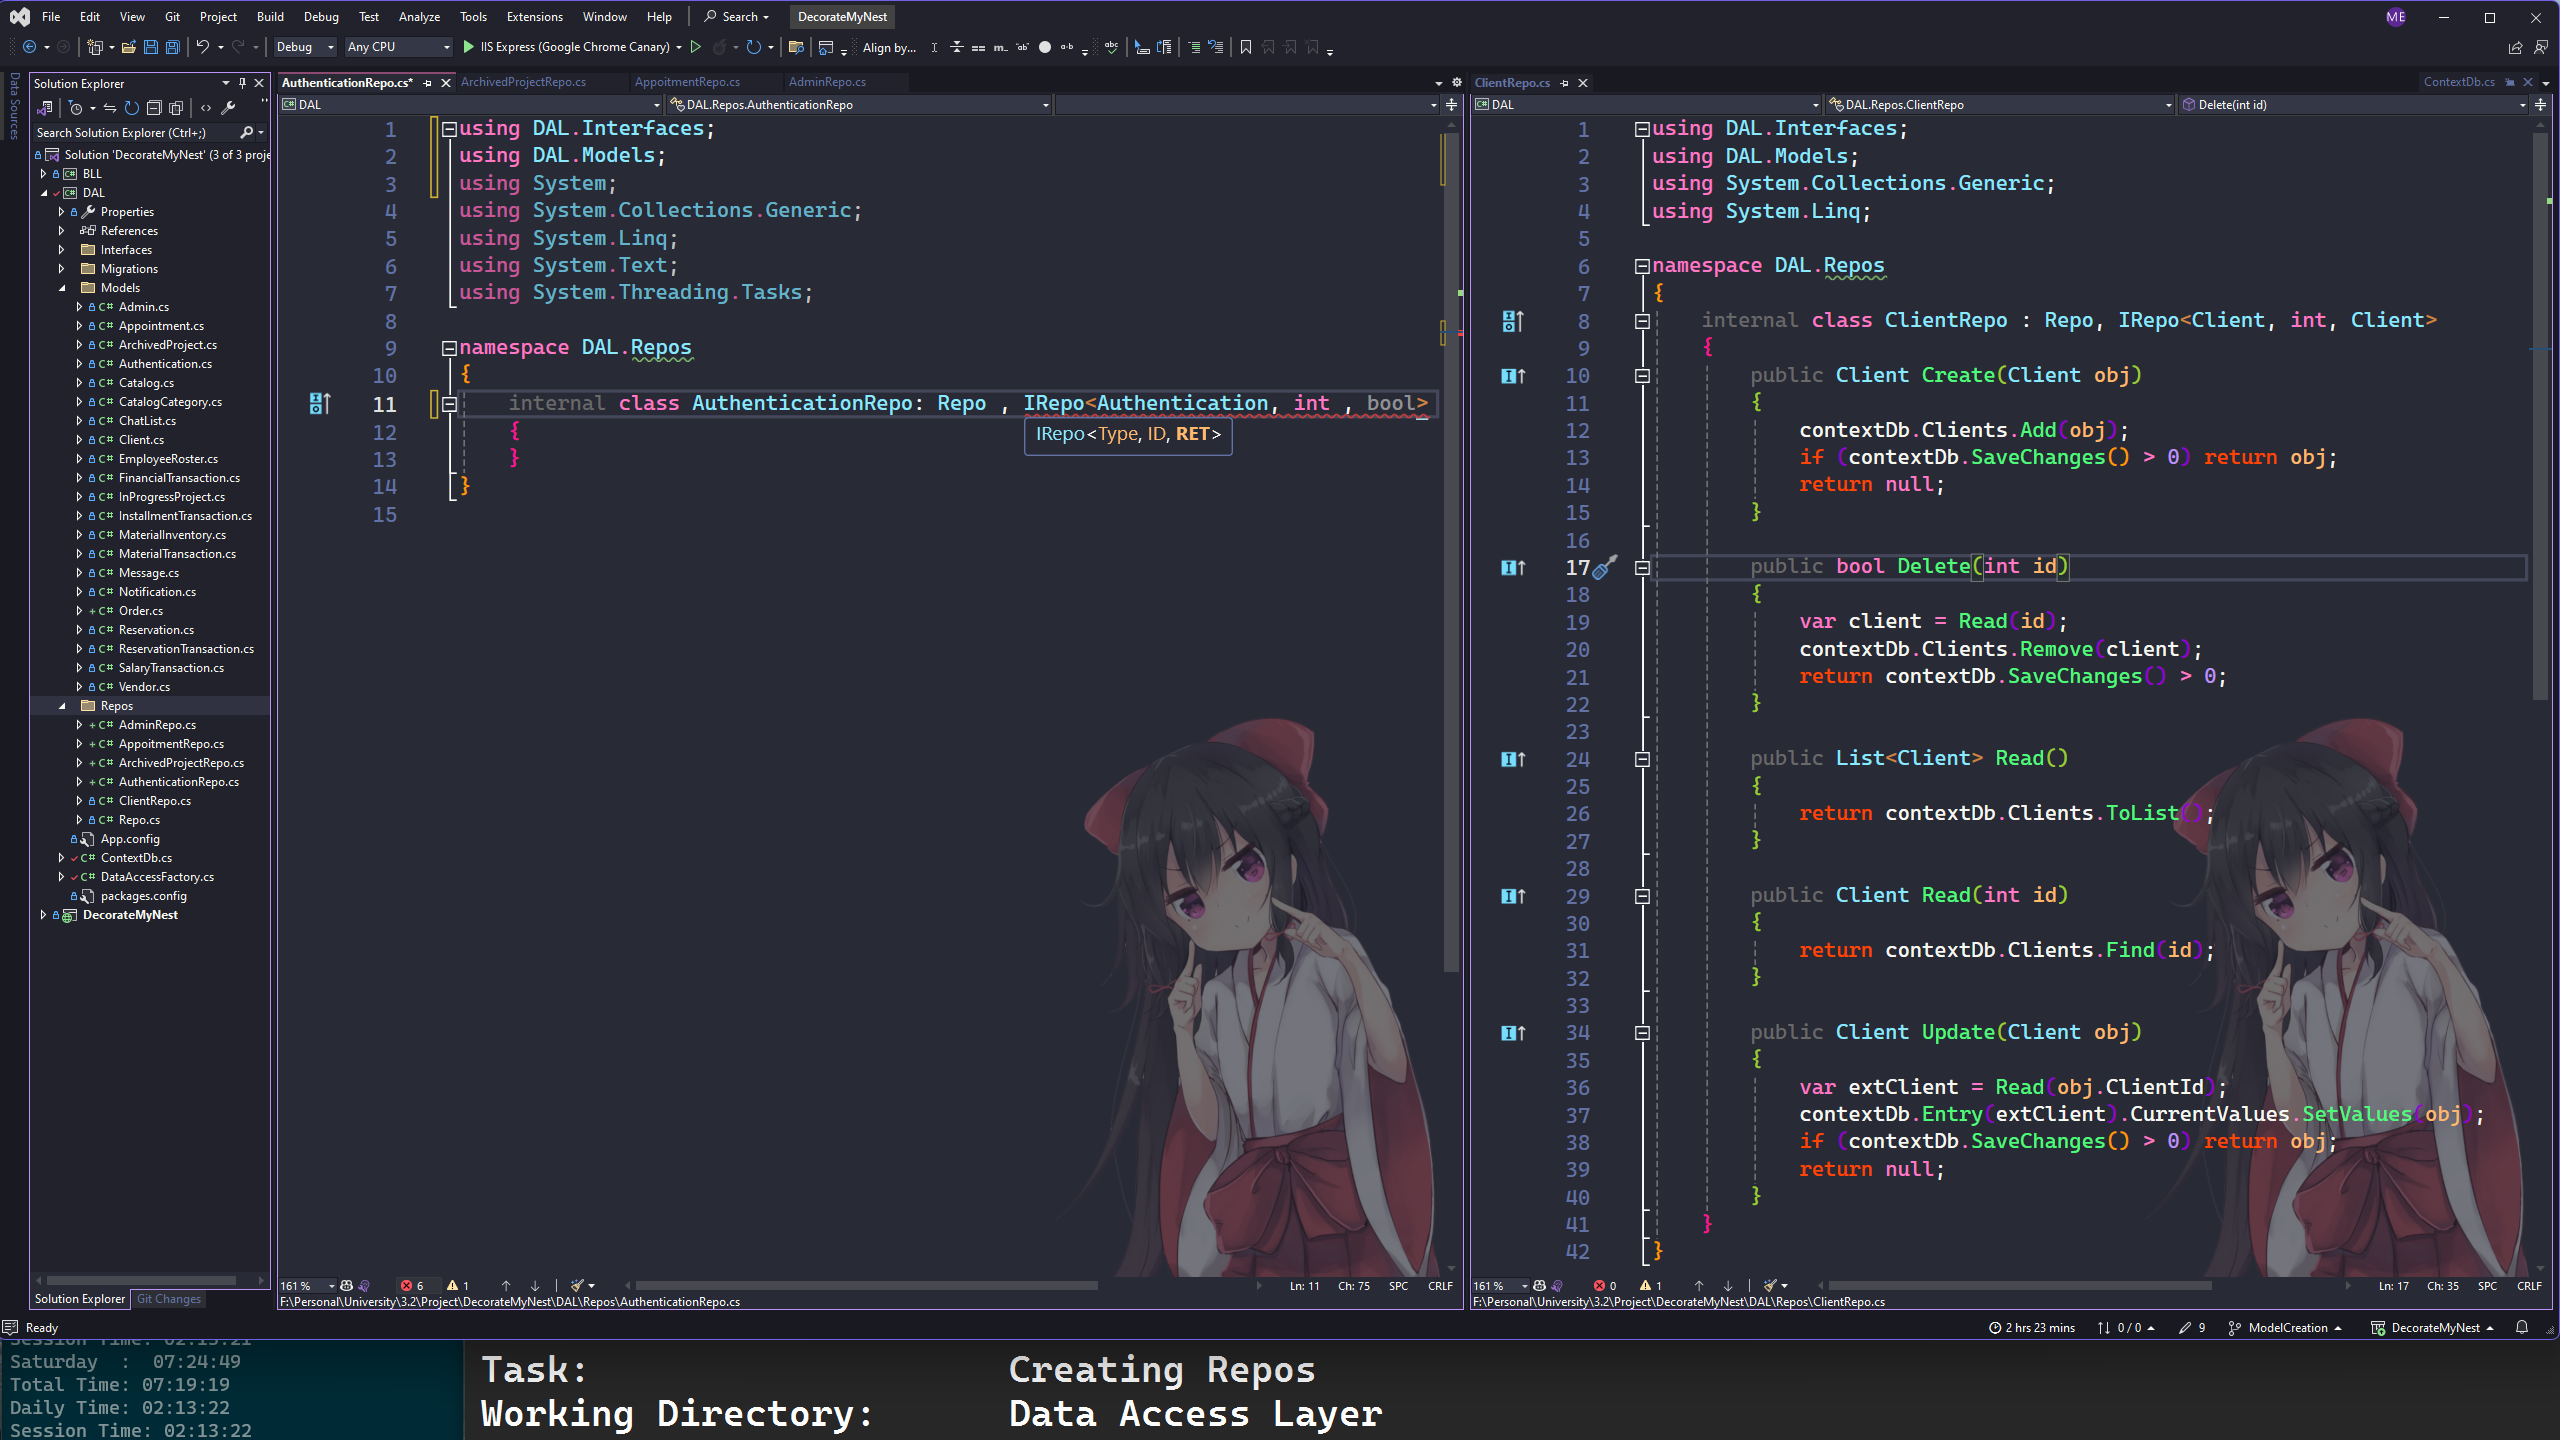 File Edit View Git Project Build Debug Test Analyze Tools Extensions Window Help Search DecorateMyNest ME
Debug Any CPU IIS Express (Google Chrome Canary) Align by...
Data Sources
Solution Explorer
Search Solution Explorer (Ctrl+;)
Solution 'DecorateMyNest' (3 of 3 proje
BLL
DAL
Properties
References
Interfaces
Migrations
Models
Admin.cs
Appointment.cs
ArchivedProject.cs
Authentication.cs
Catalog.cs
CatalogCategory.cs
ChatList.cs
Client.cs
EmployeeRoster.cs
FinancialTransaction.cs
InProgressProject.cs
InstallmentTransaction.cs
MaterialInventory.cs
MaterialTransaction.cs
Message.cs
Notification.cs
Order.cs
Reservation.cs
ReservationTransaction.cs
SalaryTransaction.cs
Vendor.cs
Repos
AdminRepo.cs
AppoitmentRepo.cs
ArchivedProjectRepo.cs
AuthenticationRepo.cs
ClientRepo.cs
Repo.cs
App.config
ContextDb.cs
DataAccessFactory.cs
packages.config
DecorateMyNest
Solution Explorer Git Changes
AuthenticationRepo.cs* ArchivedProjectRepo.cs AppoitmentRepo.cs AdminRepo.cs
DAL DAL.Repos.AuthenticationRepo
1 using DAL.Interfaces;
2 using DAL.Models;
3 using System;
4 using System.Collections.Generic;
5 using System.Linq;
6 using System.Text;
7 using System.Threading.Tasks;
8
9 namespace DAL.Repos
10 {
11 internal class AuthenticationRepo: Repo , IRepo<Authentication, int , bool>
IRepo<Type, ID, RET>
12 {
13 }
14 }
15
161 % 6 1 Ln: 11 Ch: 75 SPC CRLF
F:\Personal\University\3.2\Project\DecorateMyNest\DAL\Repos\AuthenticationRepo.cs
ClientRepo.cs ContextDb.cs
DAL DAL.Repos.ClientRepo Delete(int id)
1 using DAL.Interfaces;
2 using DAL.Models;
3 using System.Collections.Generic;
4 using System.Linq;
5
6 namespace DAL.Repos
7 {
8 internal class ClientRepo : Repo, IRepo<Client, int, Client>
9 {
10 public Client Create(Client obj)
11 {
12 contextDb.Clients.Add(obj);
13 if (contextDb.SaveChanges() > 0) return obj;
14 return null;
15 }
16
17 public bool Delete(int id)
18 {
19 var client = Read(id);
20 contextDb.Clients.Remove(client);
21 return contextDb.SaveChanges() > 0;
22 }
23
24 public List<Client> Read()
25 {
26 return contextDb.Clients.ToList();
27 }
28
29 public Client Read(int id)
30 {
31 return contextDb.Clients.Find(id);
32 }
33
34 public Client Update(Client obj)
35 {
36 var extClient = Read(obj.ClientId);
37 contextDb.Entry(extClient).CurrentValues.SetValues(obj);
38 if (contextDb.SaveChanges() > 0) return obj;
39 return null;
40 }
41 }
42 }
161 % 0 1 Ln: 17 Ch: 35 SPC CRLF
F:\Personal\University\3.2\Project\DecorateMyNest\DAL\Repos\ClientRepo.cs
Ready 2 hrs 23 mins 0 / 0 9 ModelCreation DecorateMyNest
Session Time: 02:13:21
Saturday : 07:24:49
Total Time: 07:19:19
Daily Time: 02:13:22
Session Time: 02:13:22
Task: Creating Repos
Working Directory: Data Access Layer